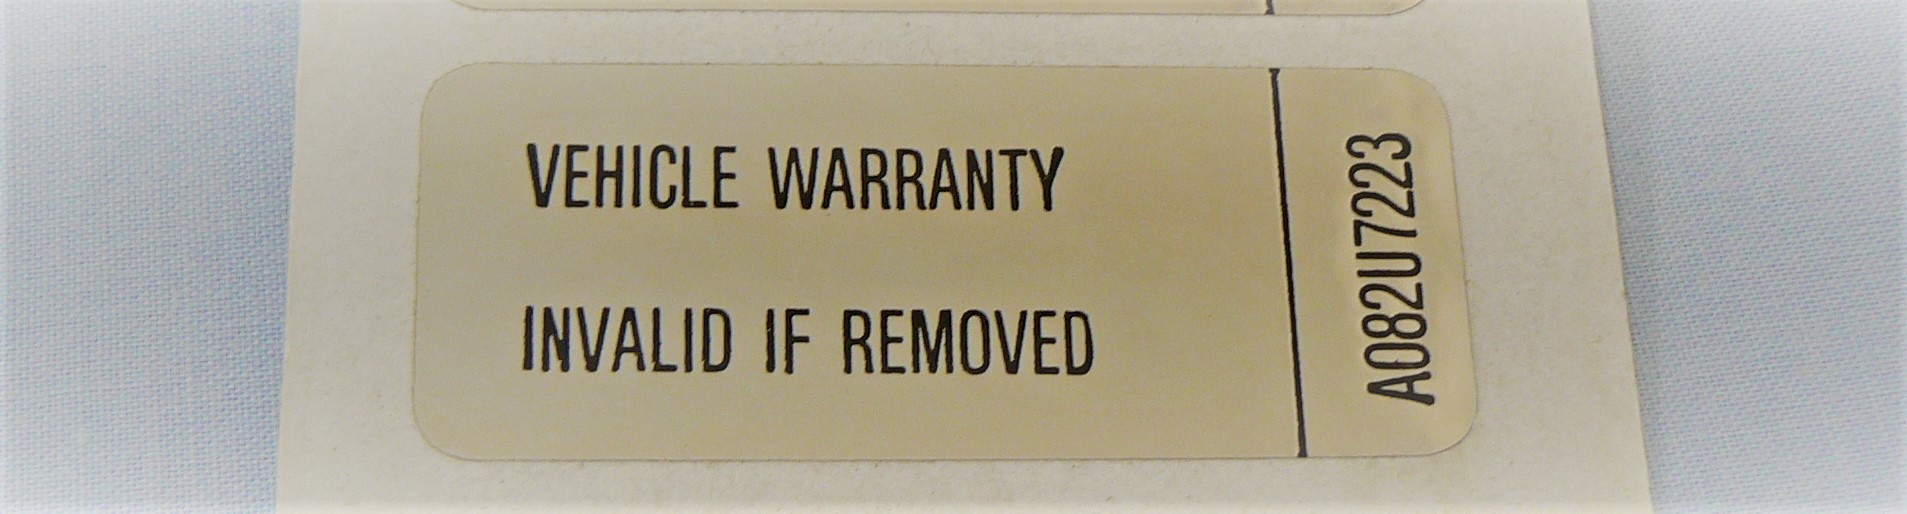 VEHICLE WARRANTY
INVALID IF REMOVED
A082U7223